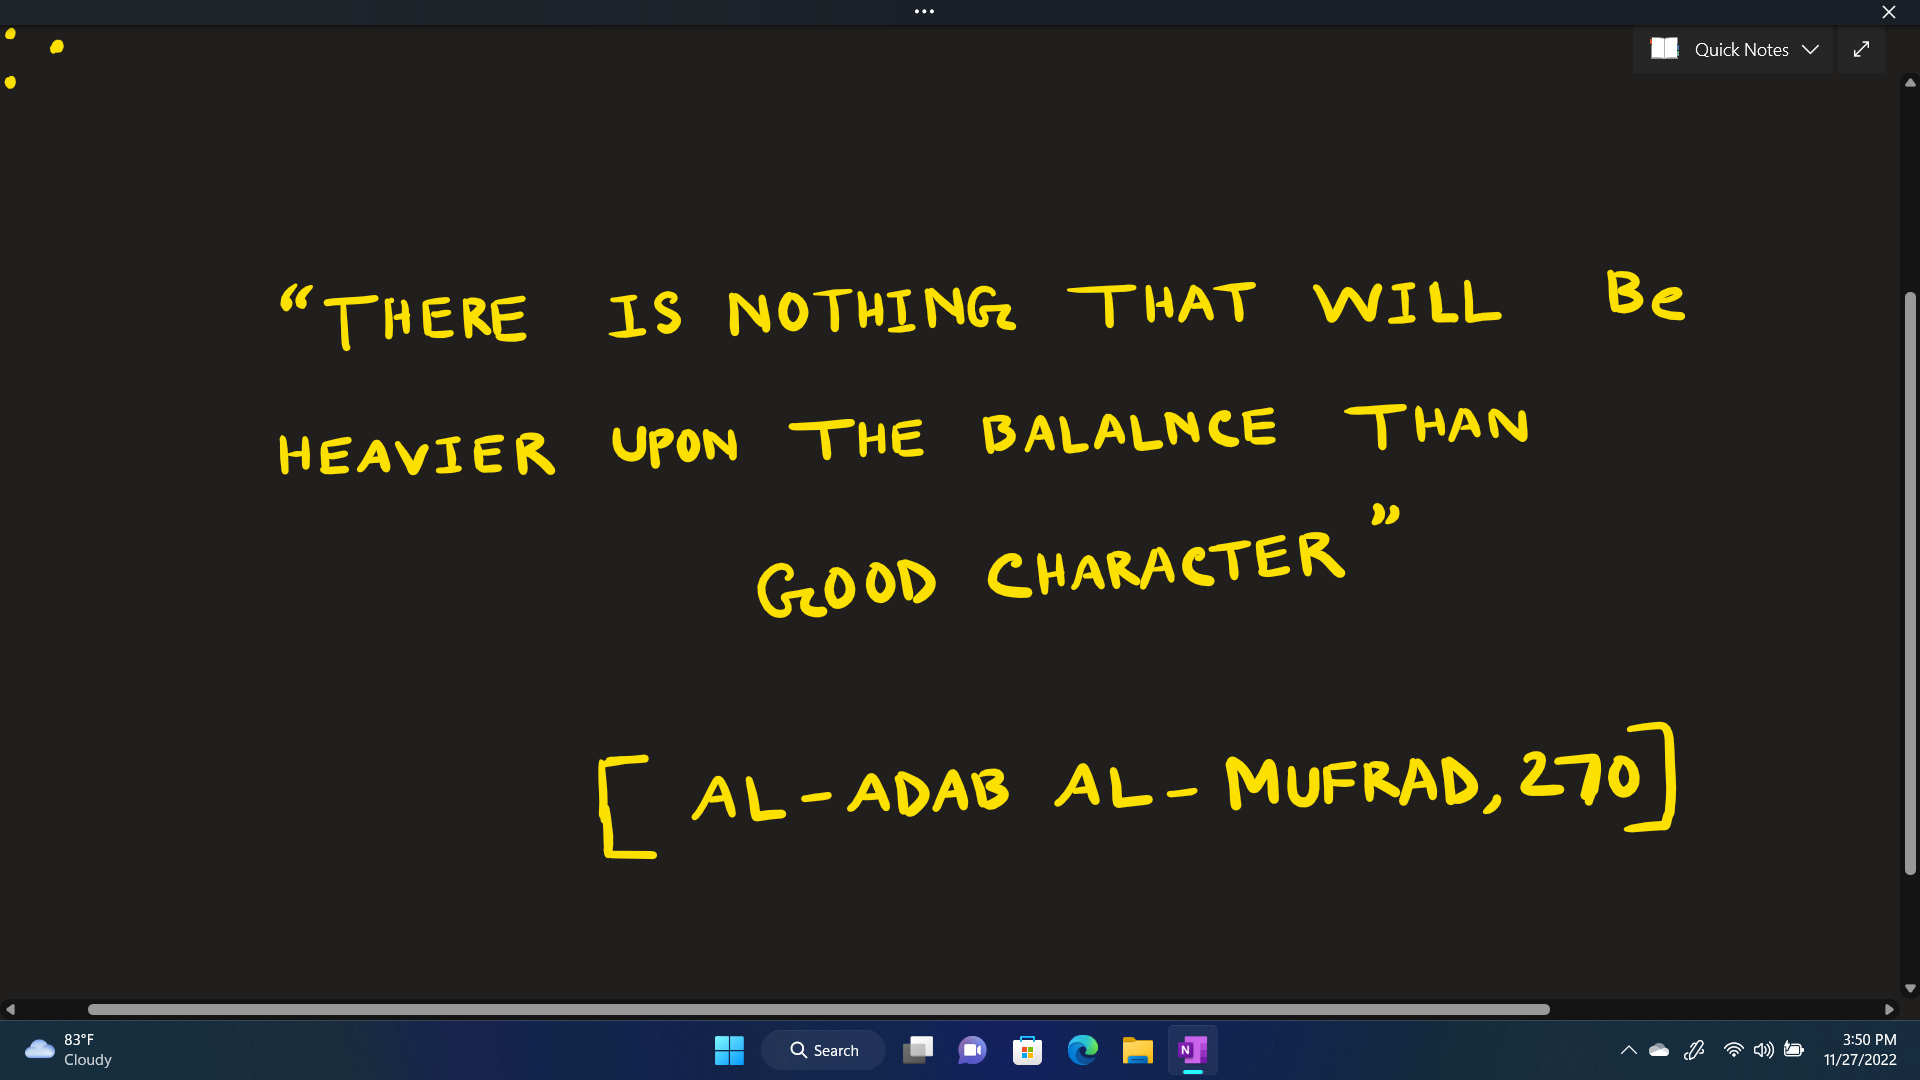 Quick Notes
“THERE IS NOTHING THAT WILL Be
HEAVIER UPON THE BALALNCE THAN
GOOD CHARACTER”
[AL-ADAB AL-MUFRAD, 270]
83°F
Cloudy
Search
3:50 PM
11/27/2022